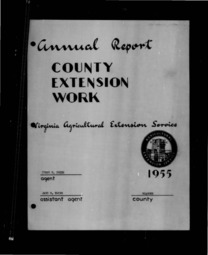 Annual Report
COUNTY
EXTENSION
WORK
Virginia Agricultural Extension Service
1955
agent
assistant agent
county